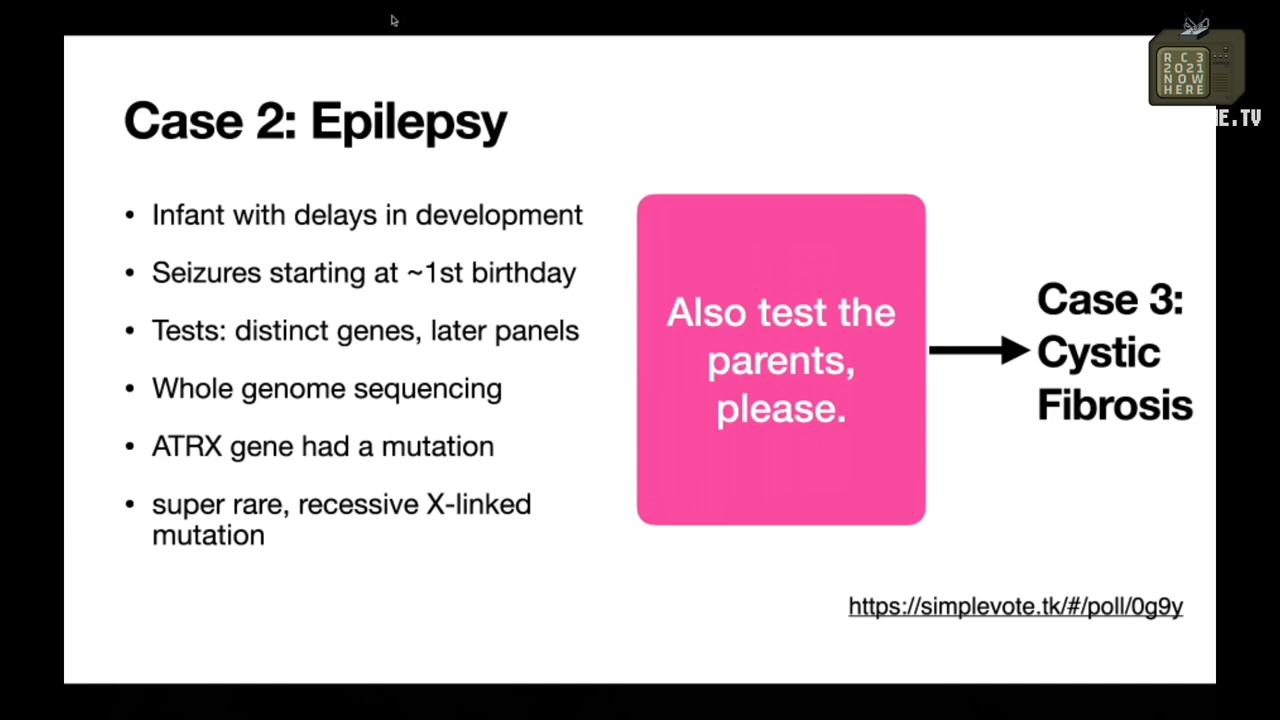 Case 2: Epilepsy
• Infant with delays in development
• Seizures starting at ~1st birthday
• Tests: distinct genes, later panels
• Whole genome sequencing
• ATRX gene had a mutation
• super rare, recessive X-linked
mutation
Also test the
parents,
please.
Case 3:
Cystic
Fibrosis
https://simplevote.tk/#/poll/0g9y
RC3
2021
NOW
HERE
E.TV